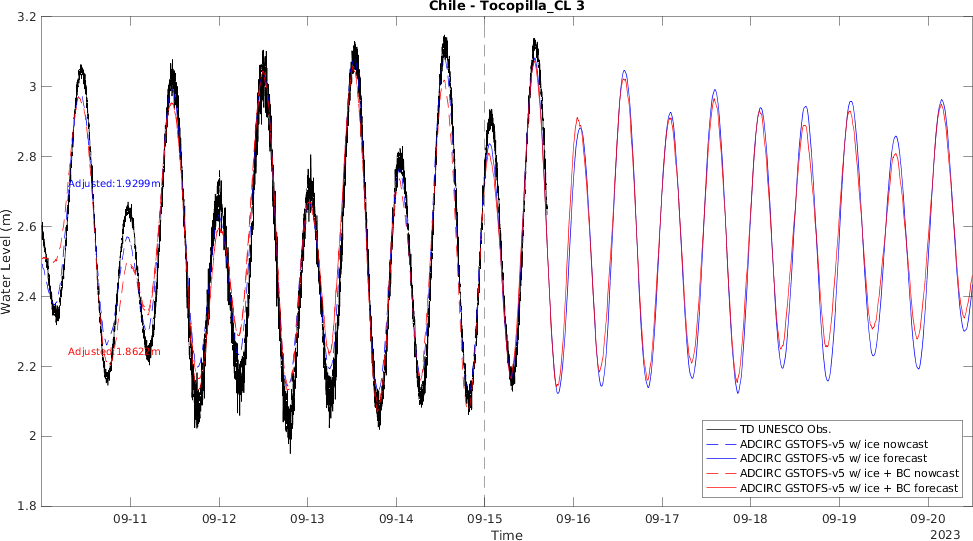 Chile - Tocopilla_CL 3
3.2
3
2.8
2.6
2.4
2.2
2
1.8
Water Level (m)
Adjusted:1.9299m
09-11
09-12
09-13
09-14
09-15
09-16
09-17
09-18
09-19
09-20
Time
2023
TD UNESCO Obs.
ADCIRC GSTOFS-v5 w/ ice nowcast
ADCIRC GSTOFS-v5 w/ ice forecast
ADCIRC GSTOFS-v5 w/ ice + BC nowcast
ADCIRC GSTOFS-v5 w/ ice + BC forecast